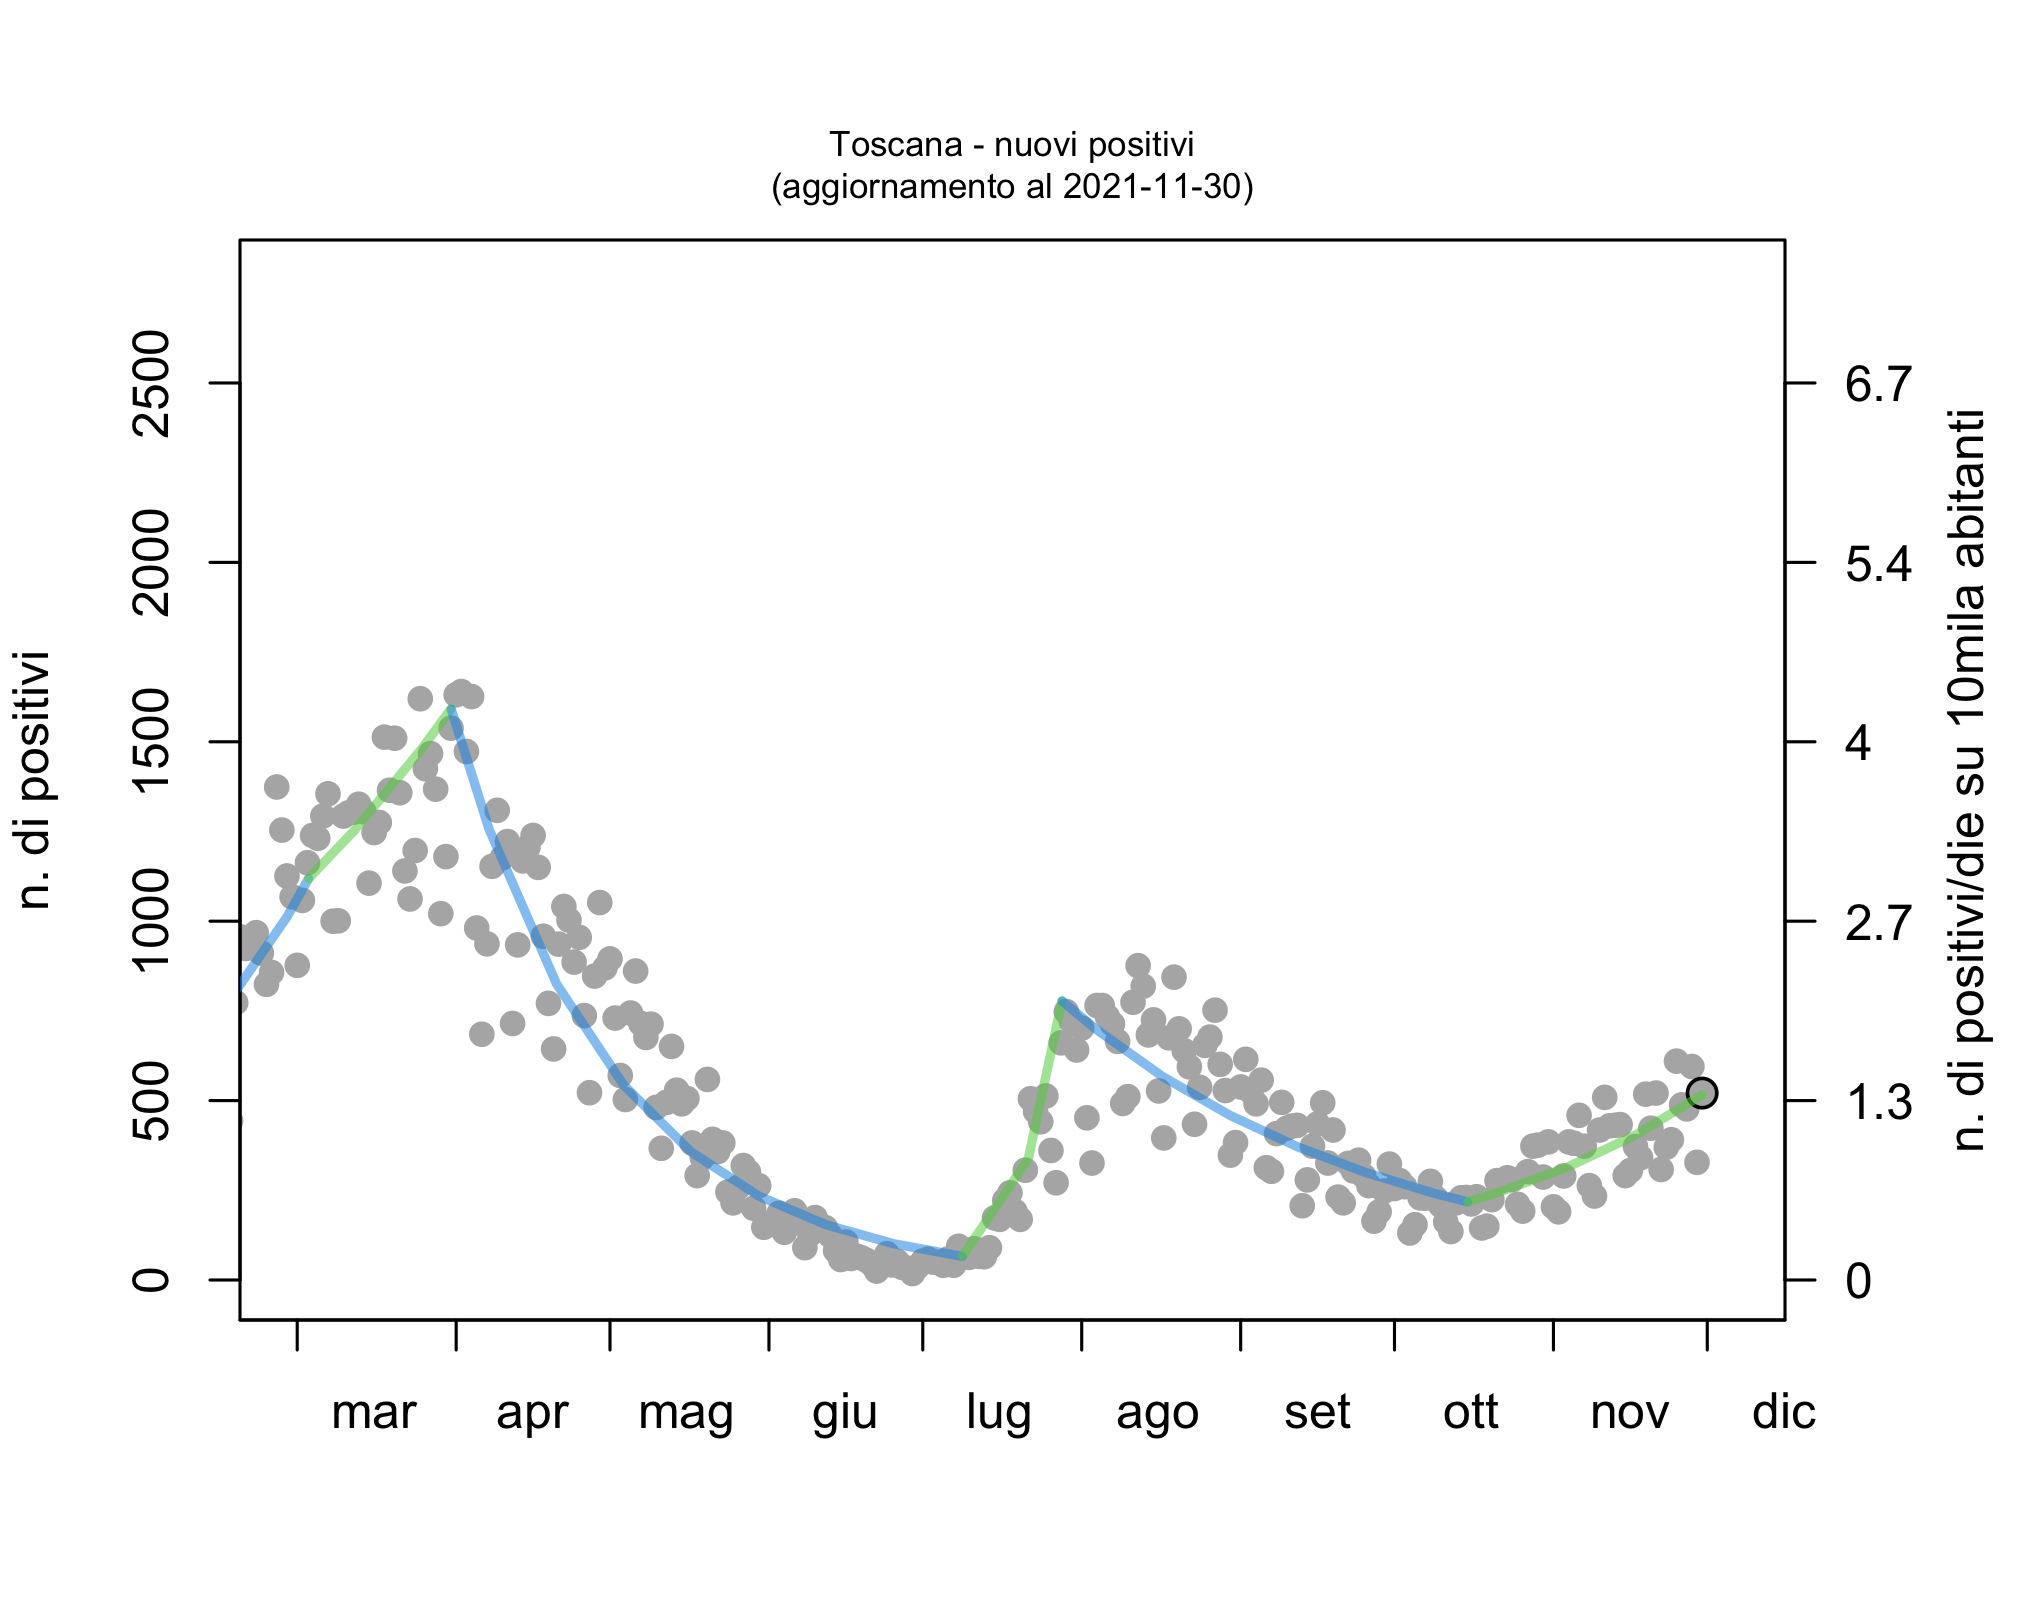 Toscana - nuovi positivi
(aggiornamento al 2021-11-30)
n. di positivi
2500
2000
1500
1000
500
0
6.7
5.4
4
2.7
1.3
0
n. di positivi/die su 10mila abitanti
mar apr mag giu lug ago set ott nov dic